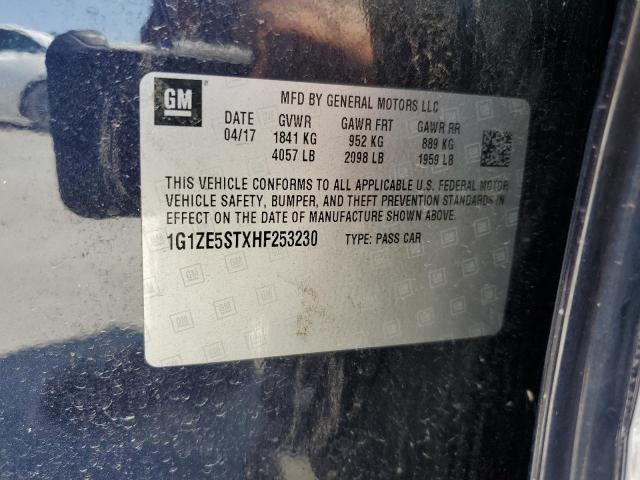 GM
MFD BY GENERAL MOTORS LLC
DATE GVWR GAWR FRT GAWR RR
04/17 1841 KG 952 KG 889 KG
4057 LB 2098 LB 1959 LB
THIS VEHICLE CONFORMS TO ALL APPLICABLE U.S. FEDERAL MOTOR
VEHICLE SAFETY, BUMPER, AND THEFT PREVENTION STANDARDS
IN EFFECT ON THE DATE OF MANUFACTURE SHOWN ABOVE.
1G1ZE5STXHF253230 TYPE: PASS CAR